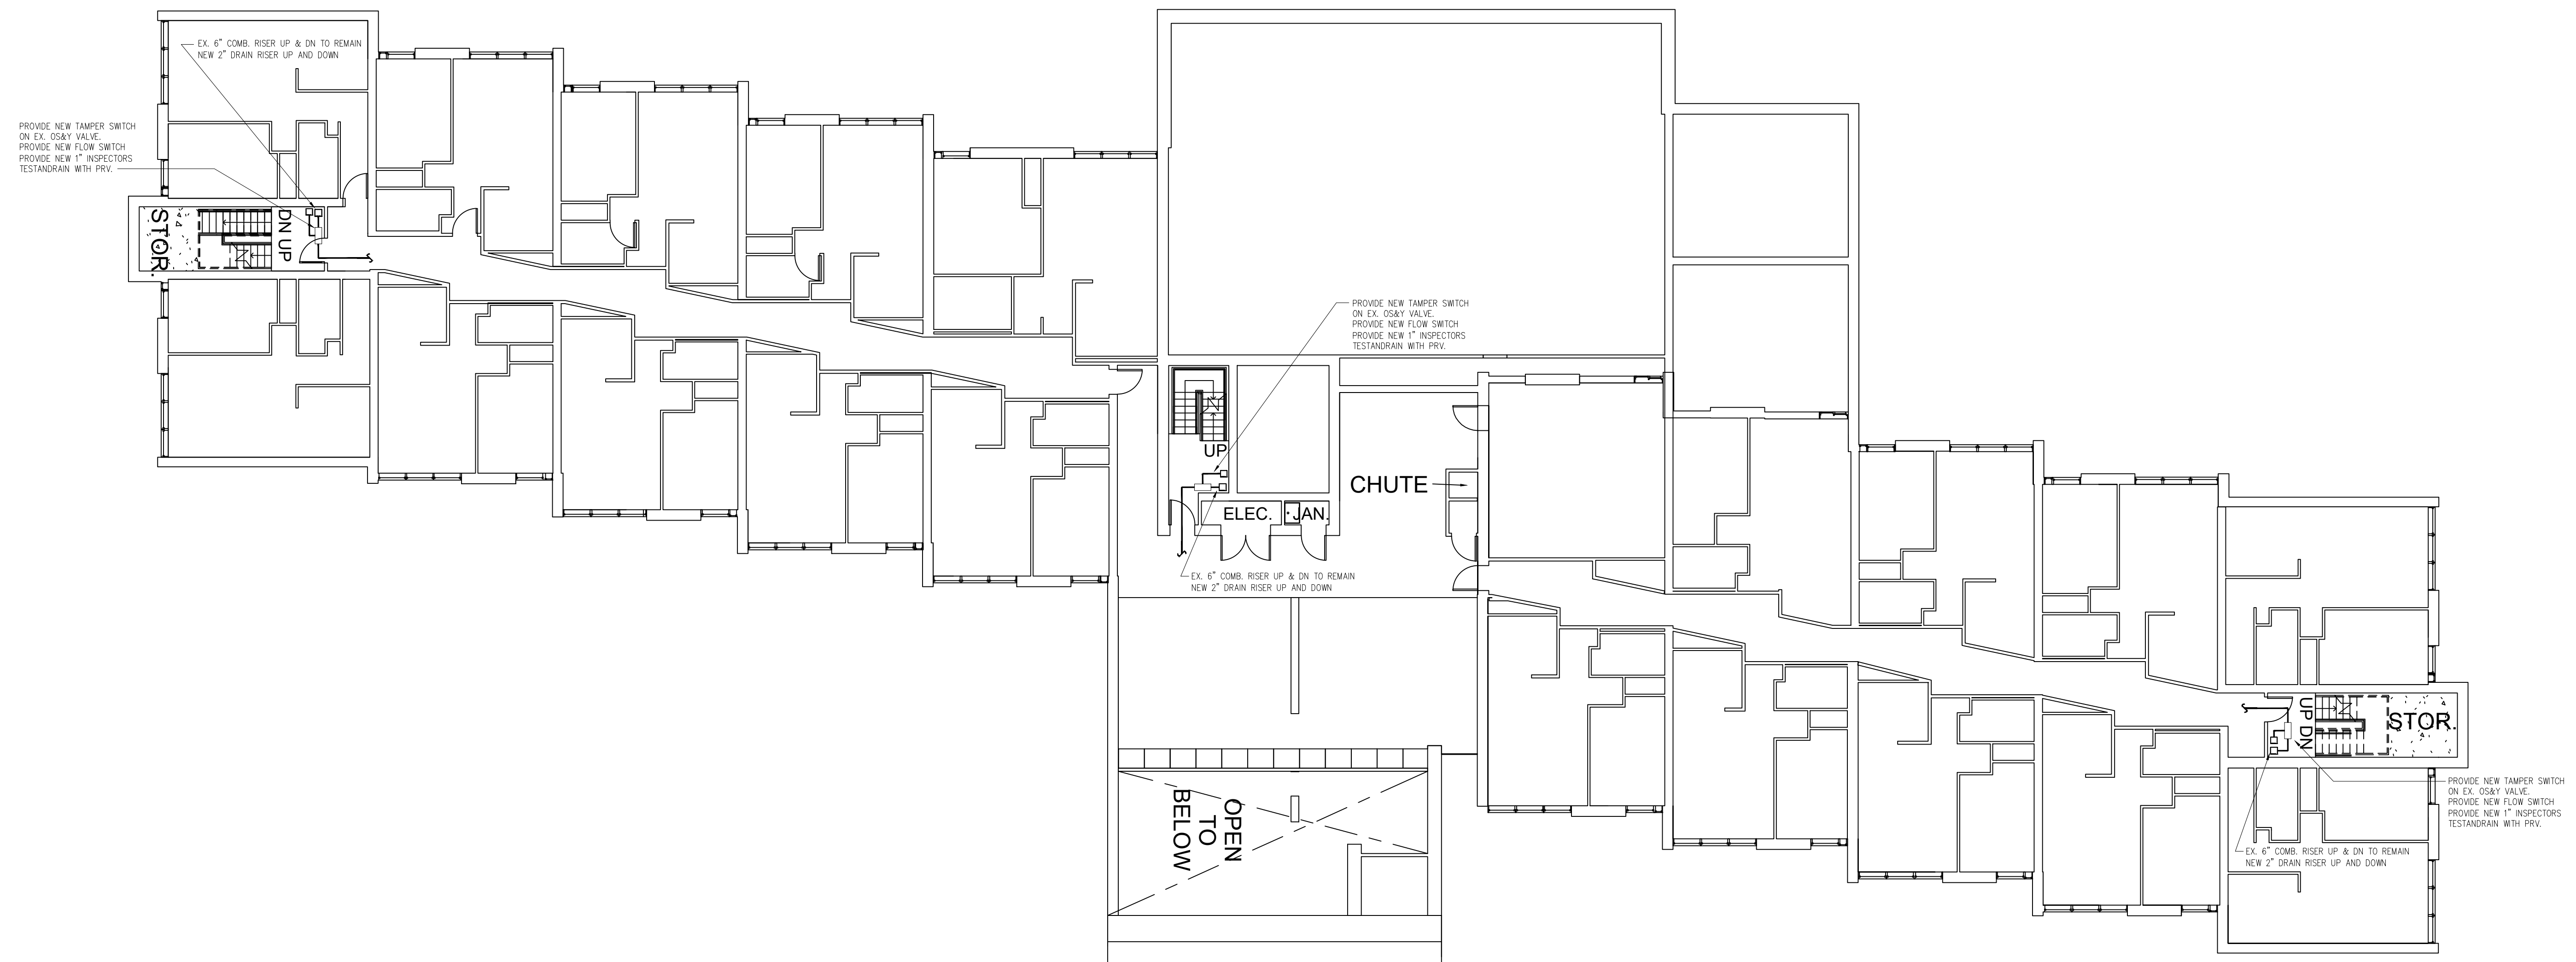 EX. 6" COMB. RISER UP & DN TO REMAIN
NEW 2" DRAIN RISER UP AND DOWN
PROVIDE NEW TAMPER SWITCH
ON EX. OS&Y VALVE.
PROVIDE NEW FLOW SWITCH
PROVIDE NEW 1" INSPECTORS
TESTANDRAIN WITH PRV.
STOR.
DN UP
PROVIDE NEW TAMPER SWITCH
ON EX. OS&Y VALVE.
PROVIDE NEW FLOW SWITCH
PROVIDE NEW 1" INSPECTORS
TESTANDRAIN WITH PRV.
UP
CHUTE
ELEC.
JAN.
EX. 6" COMB. RISER UP & DN TO REMAIN
NEW 2" DRAIN RISER UP AND DOWN
OPEN
TO
BELOW
UP DN
STOR.
PROVIDE NEW TAMPER SWITCH
ON EX. OS&Y VALVE.
PROVIDE NEW FLOW SWITCH
PROVIDE NEW 1" INSPECTORS
TESTANDRAIN WITH PRV.
EX. 6" COMB. RISER UP & DN TO REMAIN
NEW 2" DRAIN RISER UP AND DOWN